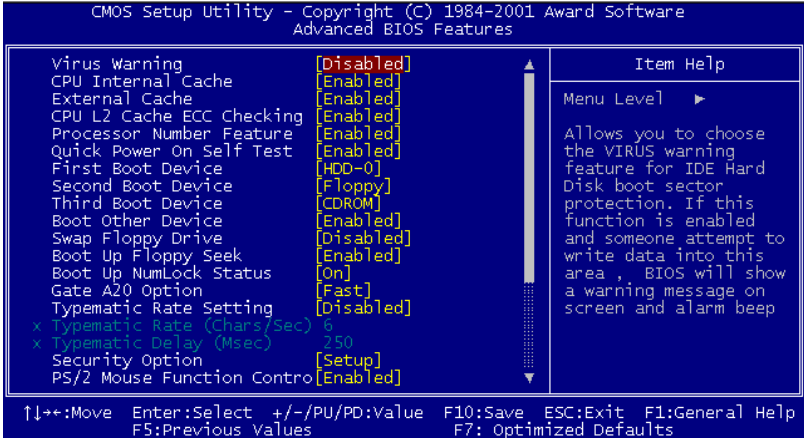 CMOS Setup Utility – Copyright (C) 1984-2001 Award Software
Advanced BIOS Features
Virus Warning [Disabled]
CPU Internal Cache [Enabled]
External Cache [Enabled]
CPU L2 Cache ECC Checking [Enabled]
Processor Number Feature [Enabled]
Quick Power On Self Test [Enabled]
First Boot Device [HDD-0]
Second Boot Device [Floppy]
Third Boot Device [CDROM]
Boot Other Device [Enabled]
Swap Floppy Drive [Disabled]
Boot Up Floppy Seek [Enabled]
Boot Up NumLock Status [On]
Gate A20 Option [Fast]
Typematic Rate Setting [Disabled]
x Typematic Rate (Chars/Sec) 6
x Typematic Delay (Msec) 250
Security Option [Setup]
PS/2 Mouse Function Contro[Enabled]
Item Help
Menu Level ►
Allows you to choose
the VIRUS warning
feature for IDE Hard
Disk boot sector
protection. If this
function is enabled
and someone attempt to
write data into this
area , BIOS will show
a warning message on
screen and alarm beep
↑↓→←:Move Enter:Select +/-/PU/PD:Value F10:Save ESC:Exit F1:General Help
F5:Previous Values F7: Optimized Defaults